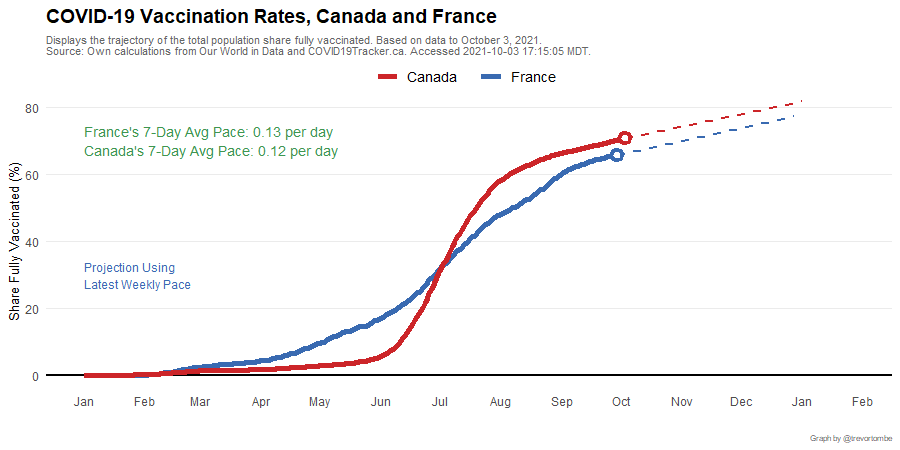 COVID-19 Vaccination Rates, Canada and France
Displays the trajectory of the total population share fully vaccinated. Based on data to October 3, 2021.
Source: Own calculations from Our World in Data and COVID19Tracker.ca. Accessed 2021-10-03 17:15:05 MDT.
Canada France
80
France's 7-Day Avg Pace: 0.13 per day
Canada's 7-Day Avg Pace: 0.12 per day
Share Fully Vaccinated (%)
60
40
Projection Using
Latest Weekly Pace
20
0
Jan Feb Mar Apr May Jun Jul Aug Sep Oct Nov Dec Jan Feb
Graph by @trevortombe